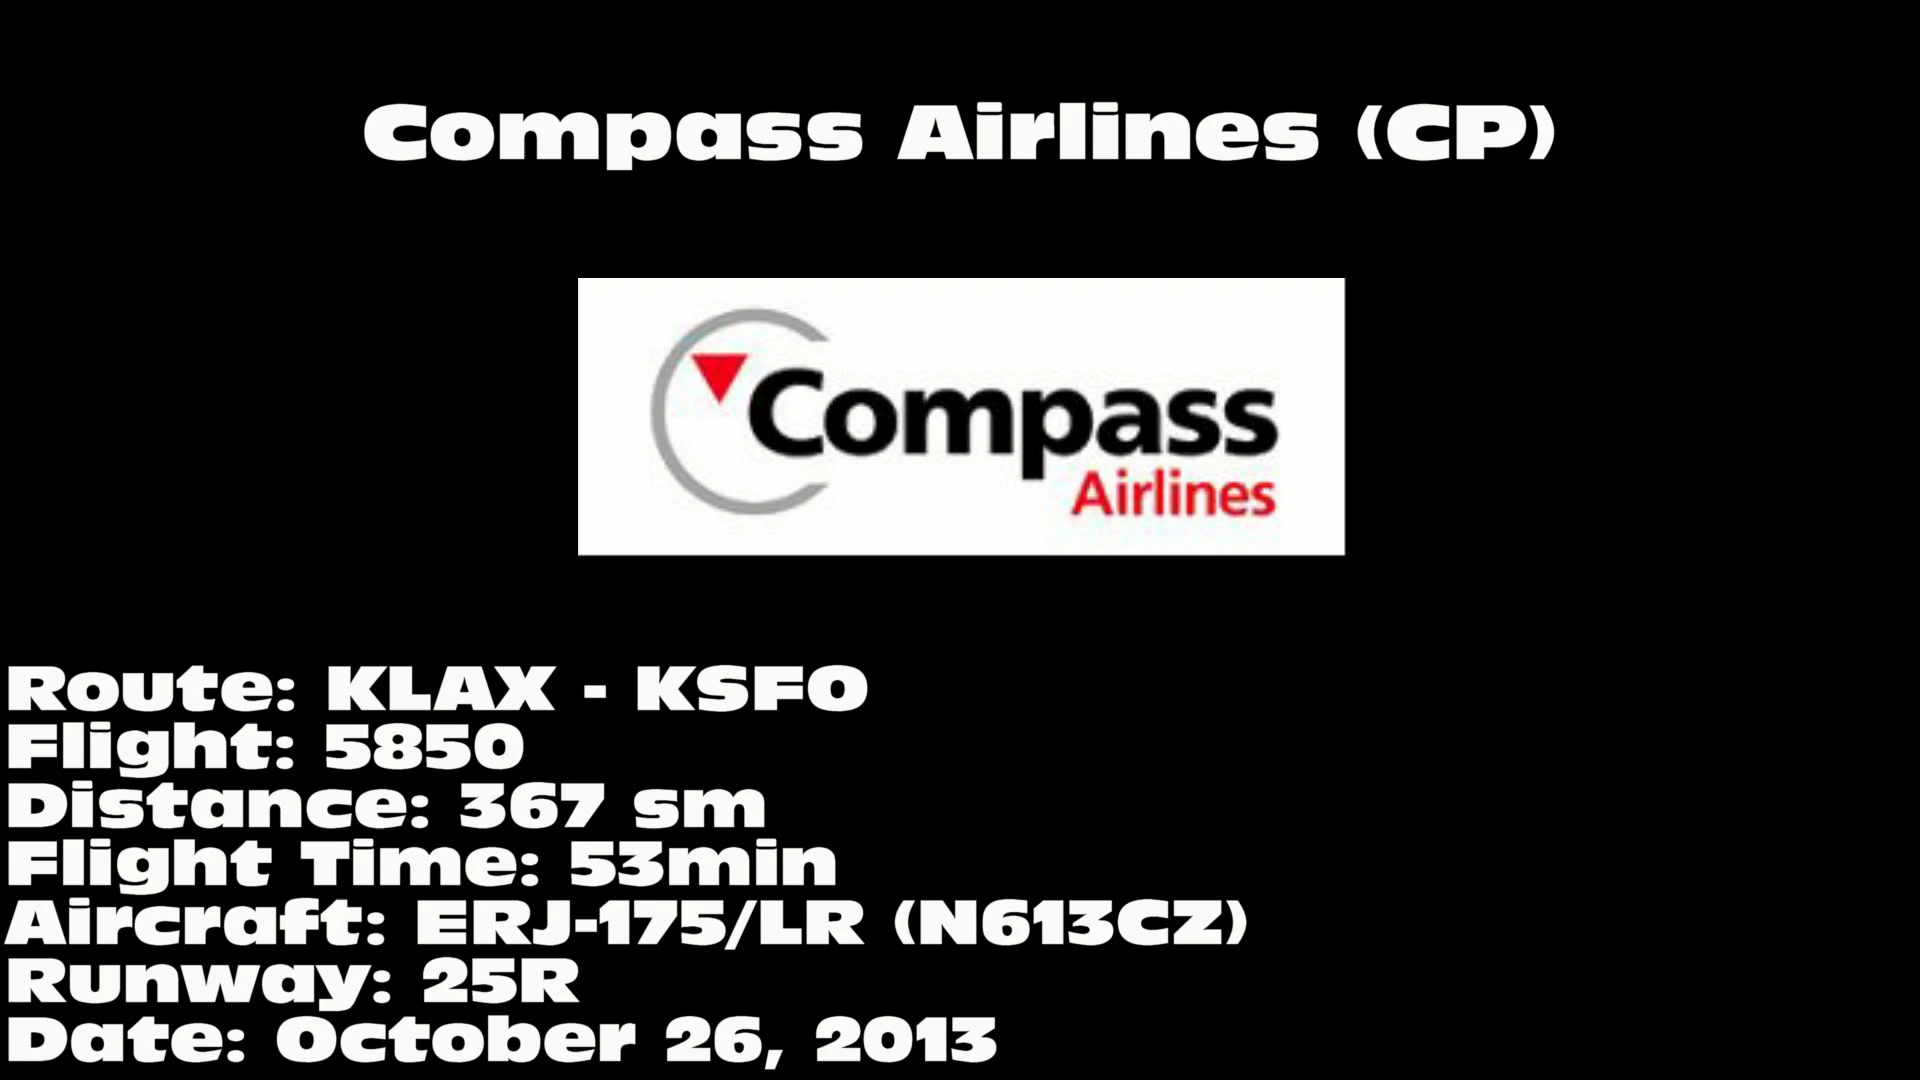 Compass Airlines (CP)
Compass
Airlines
Route: KLAX - KSFO
Flight: 5850
Distance: 367 sm
Flight Time: 53min
Aircraft: ERJ-175/LR (N613CZ)
Runway: 25R
Date: October 26, 2013